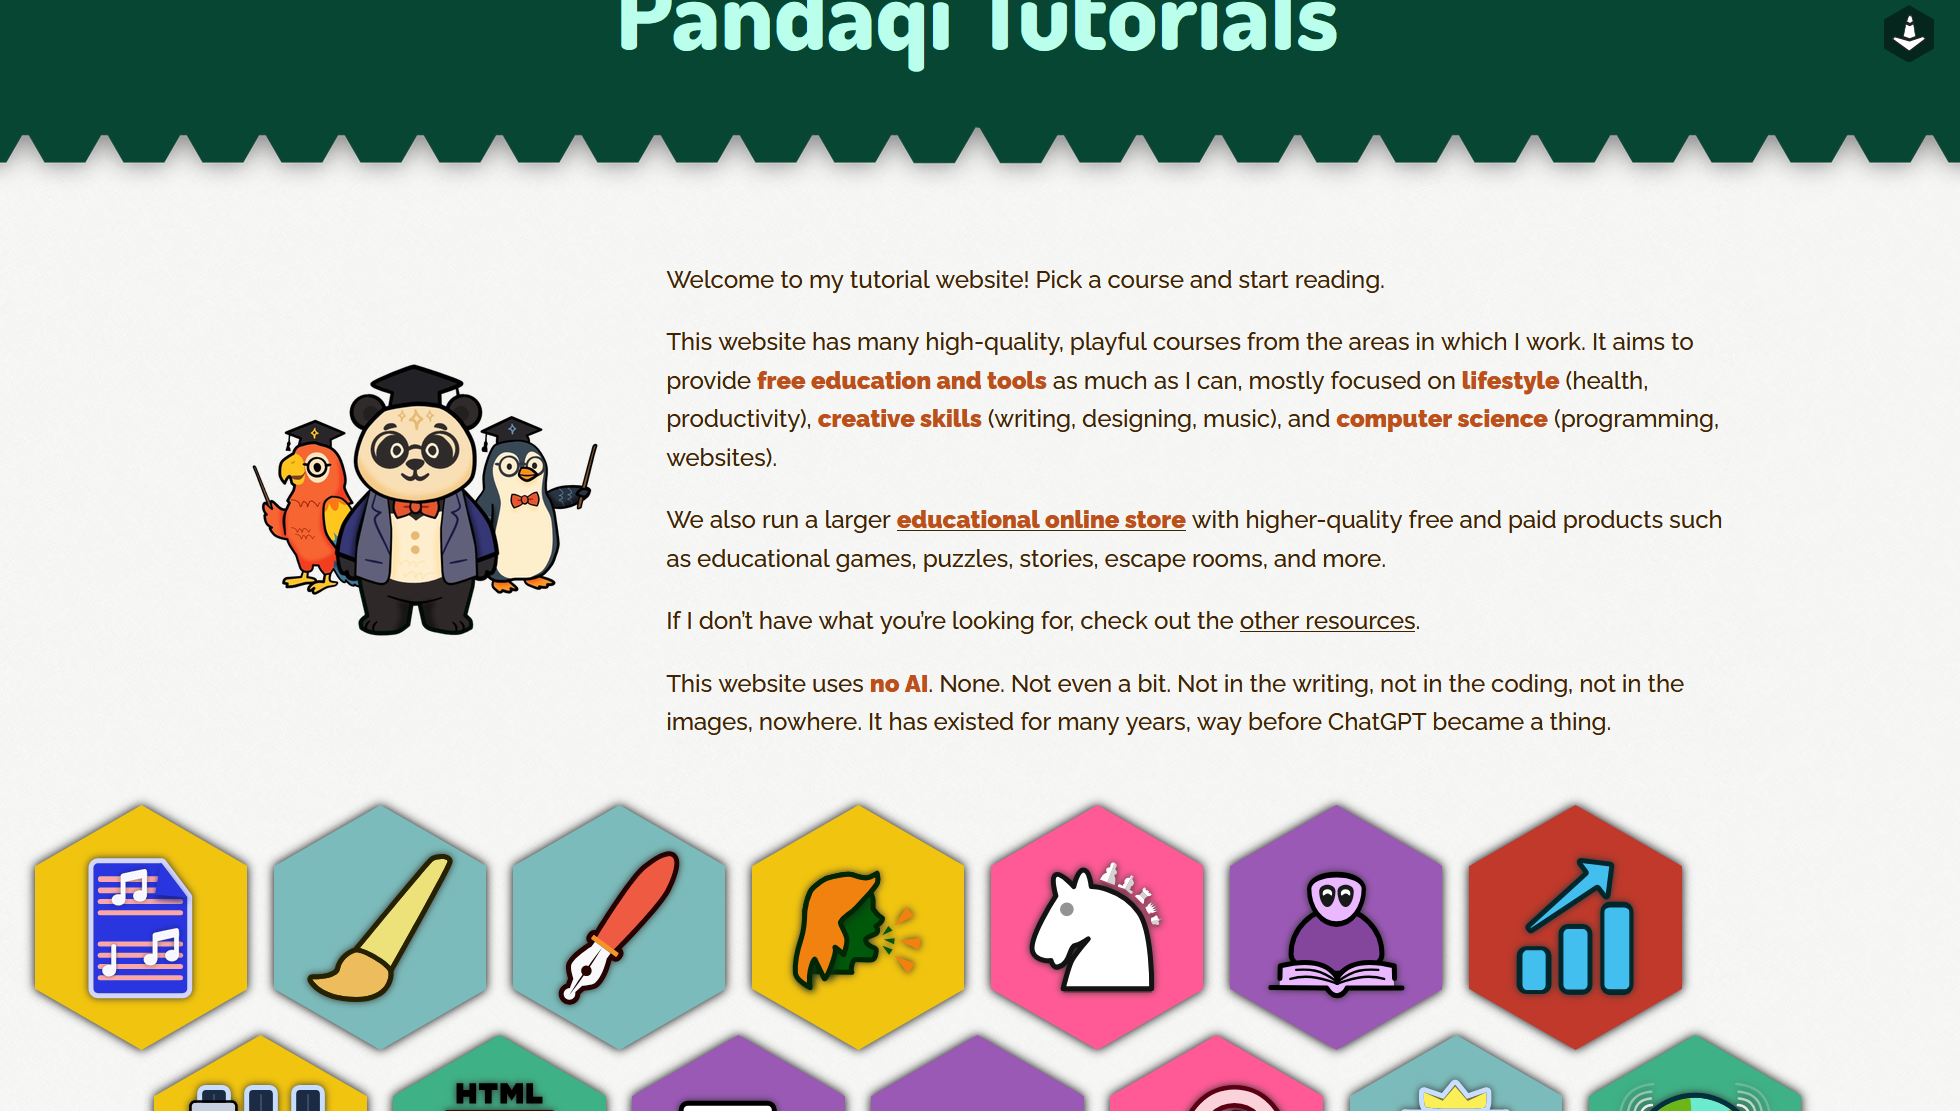 Pandaqi Tutorials
Welcome to my tutorial website! Pick a course and start reading.
This website has many high-quality, playful courses from the areas in which I work. It aims to
provide free education and tools as much as I can, mostly focused on lifestyle (health,
productivity), creative skills (writing, designing, music), and computer science (programming,
websites).
We also run a larger educational online store with higher-quality free and paid products such
as educational games, puzzles, stories, escape rooms, and more.
If I don’t have what you’re looking for, check out the other resources.
This website uses no AI. None. Not even a bit. Not in the writing, not in the coding, not in the
images, nowhere. It has existed for many years, way before ChatGPT became a thing.
HTML